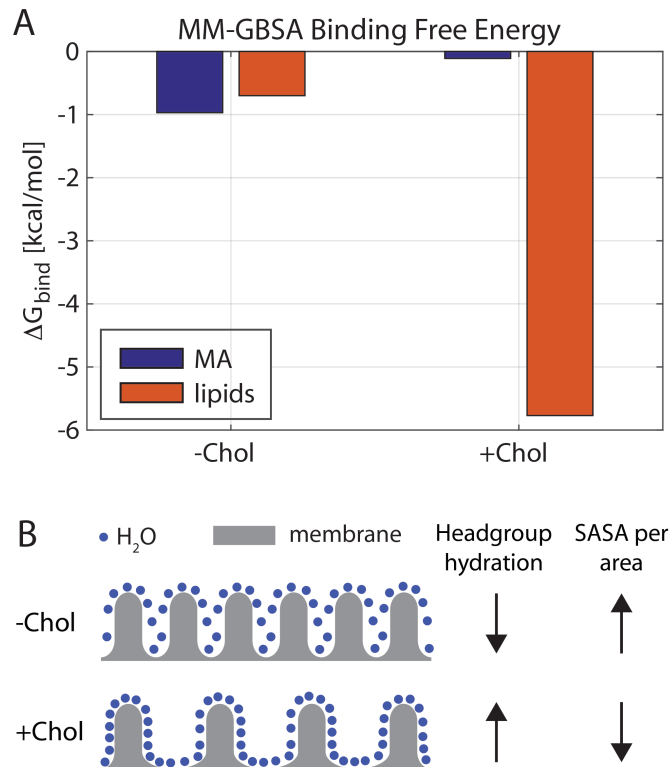 A
MM-GBSA Binding Free Energy
ΔG_bind [kcal/mol]
0
-1
-2
-3
-4
-5
-6
MA
lipids
-Chol
+Chol
B
H₂O
membrane
Headgroup
hydration
SASA per
area
-Chol
+Chol